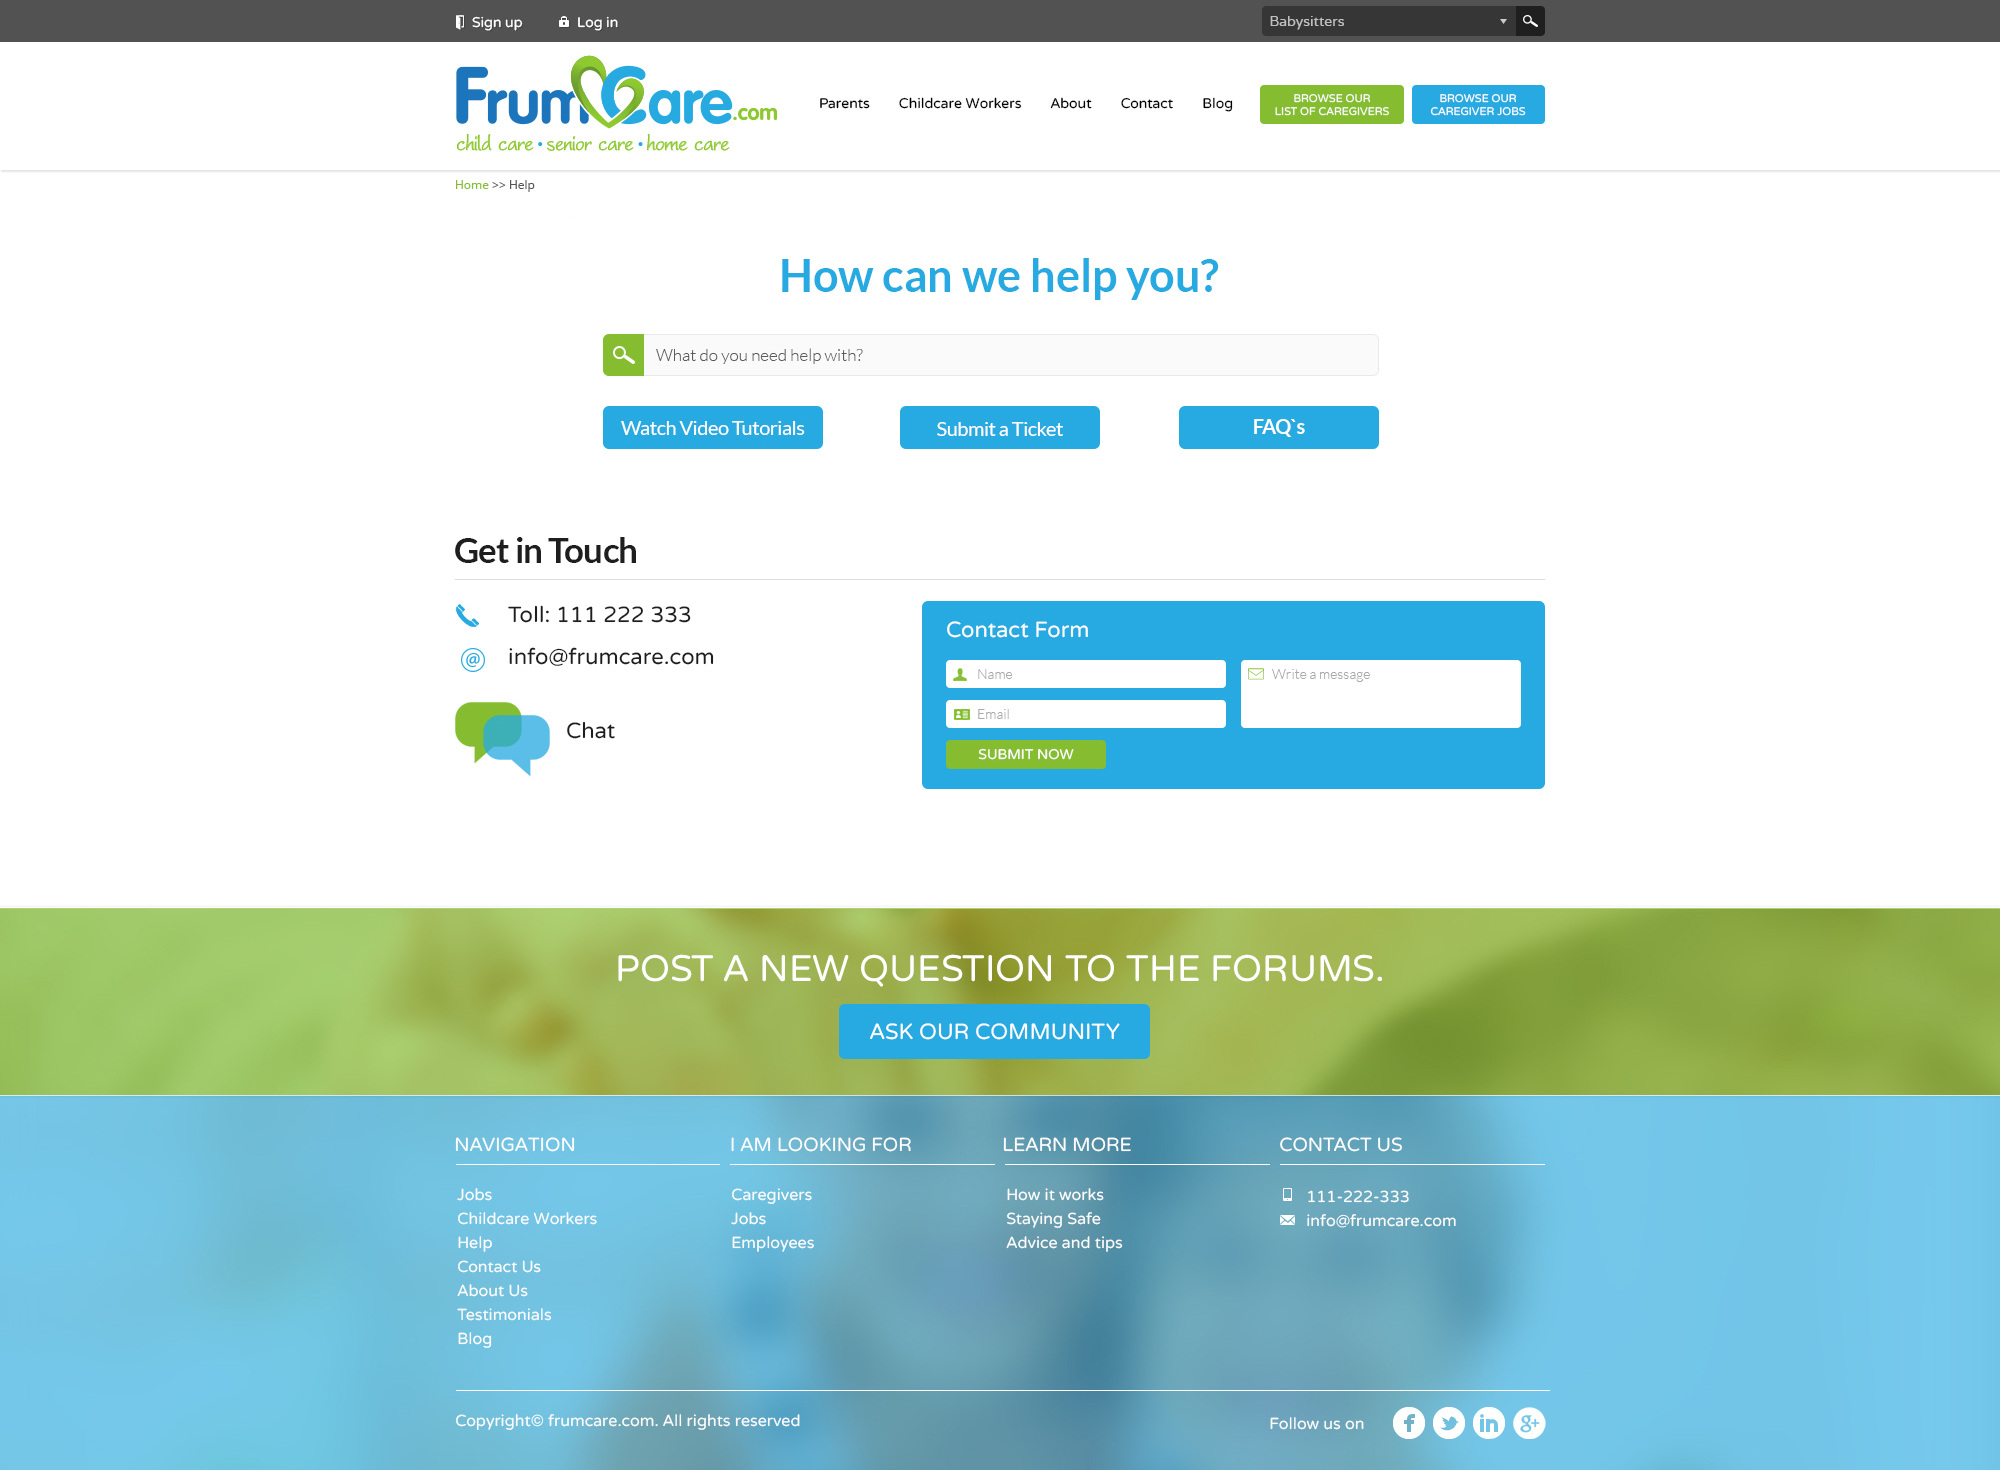 Sign up
Log in
Babysitters
FrumCare.com
child care • senior care • home care
Parents
Childcare Workers
About
Contact
Blog
BROWSE OUR
LIST OF CAREGIVERS
BROWSE OUR
CAREGIVER JOBS
Home >> Help
How can we help you?
What do you need help with?
Watch Video Tutorials
Submit a Ticket
FAQ`s
Get in Touch
Toll: 111 222 333
info@frumcare.com
Chat
Contact Form
Name
Email
Write a message
SUBMIT NOW
POST A NEW QUESTION TO THE FORUMS.
ASK OUR COMMUNITY
NAVIGATION
Jobs
Childcare Workers
Help
Contact Us
About Us
Testimonials
Blog
I AM LOOKING FOR
Caregivers
Jobs
Employees
LEARN MORE
How it works
Staying Safe
Advice and tips
CONTACT US
111-222-333
info@frumcare.com
Copyright© frumcare.com. All rights reserved
Follow us on